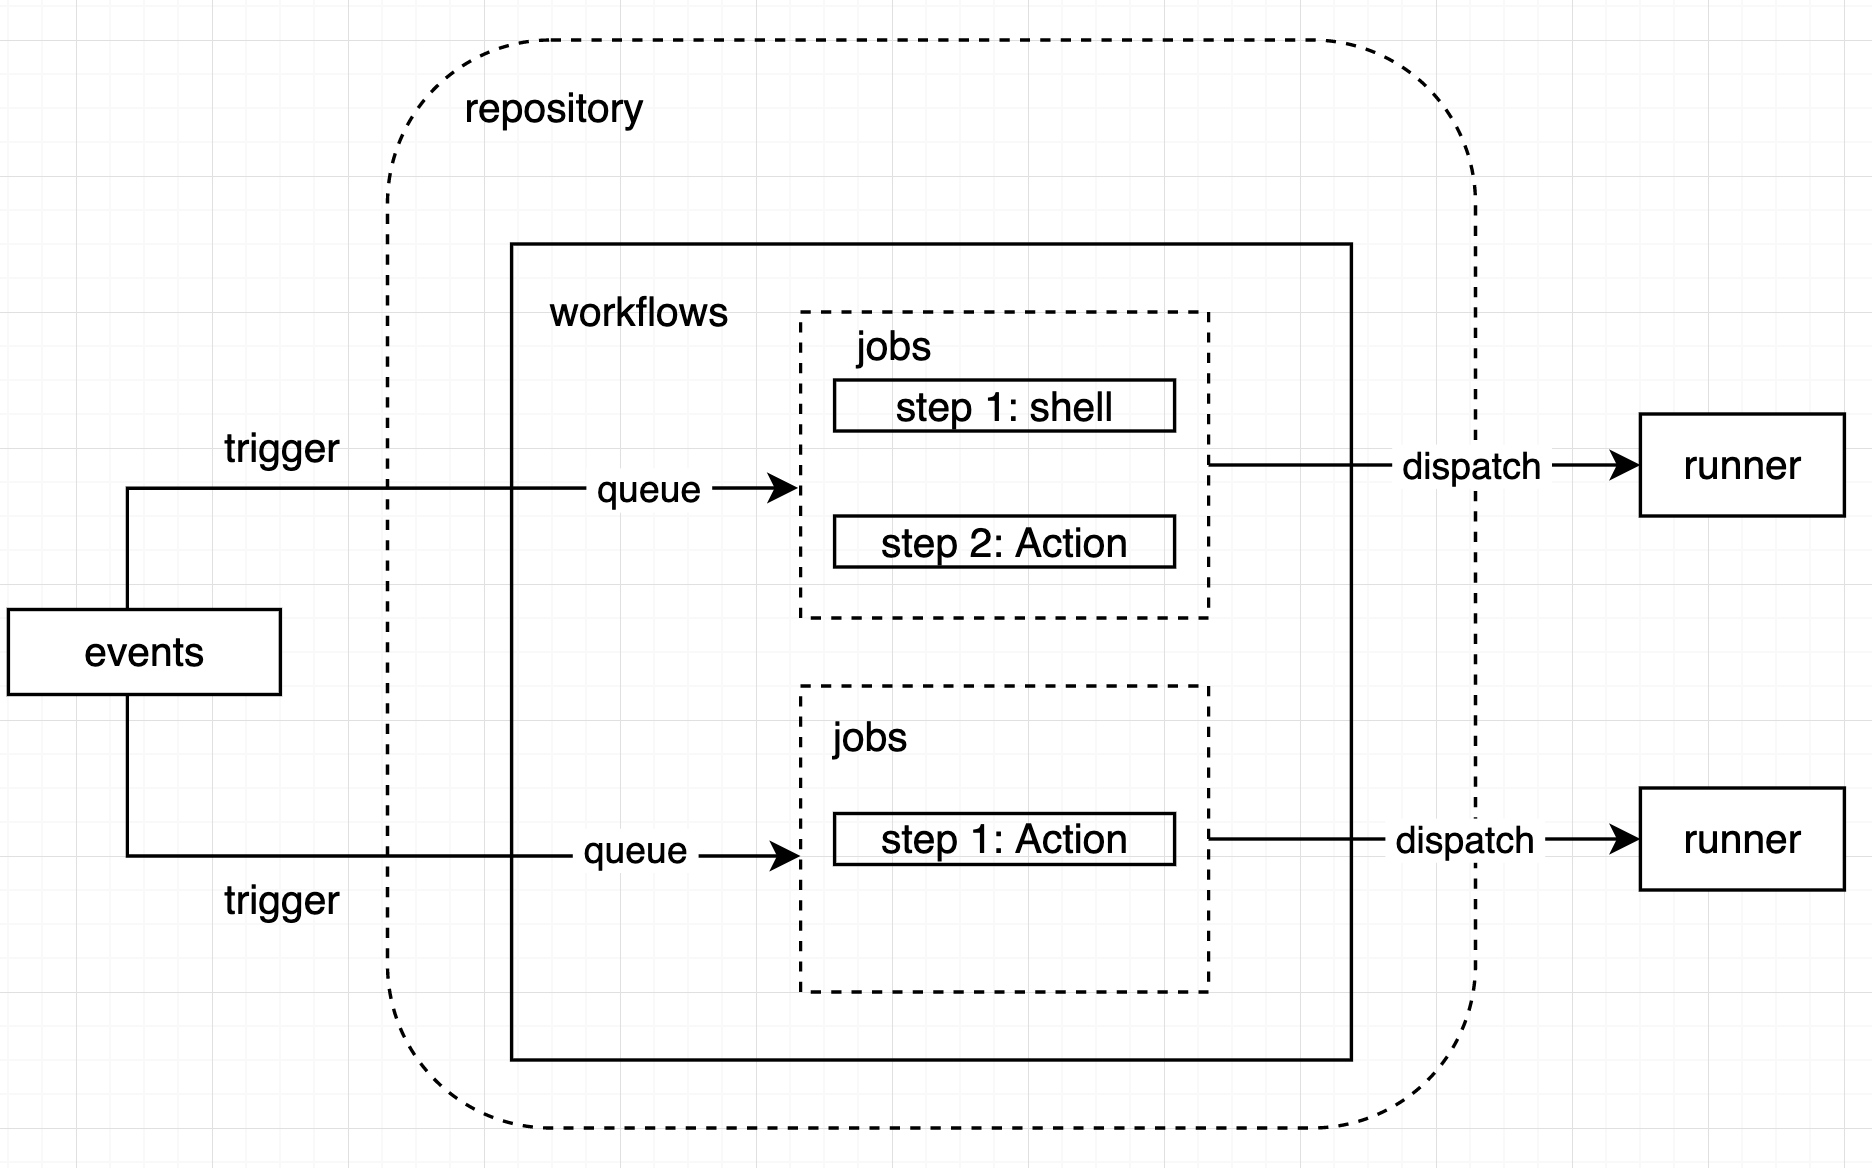 repository
workflows
jobs
step 1: shell
trigger
queue
dispatch
runner
step 2: Action
events
jobs
step 1: Action
queue
dispatch
runner
trigger